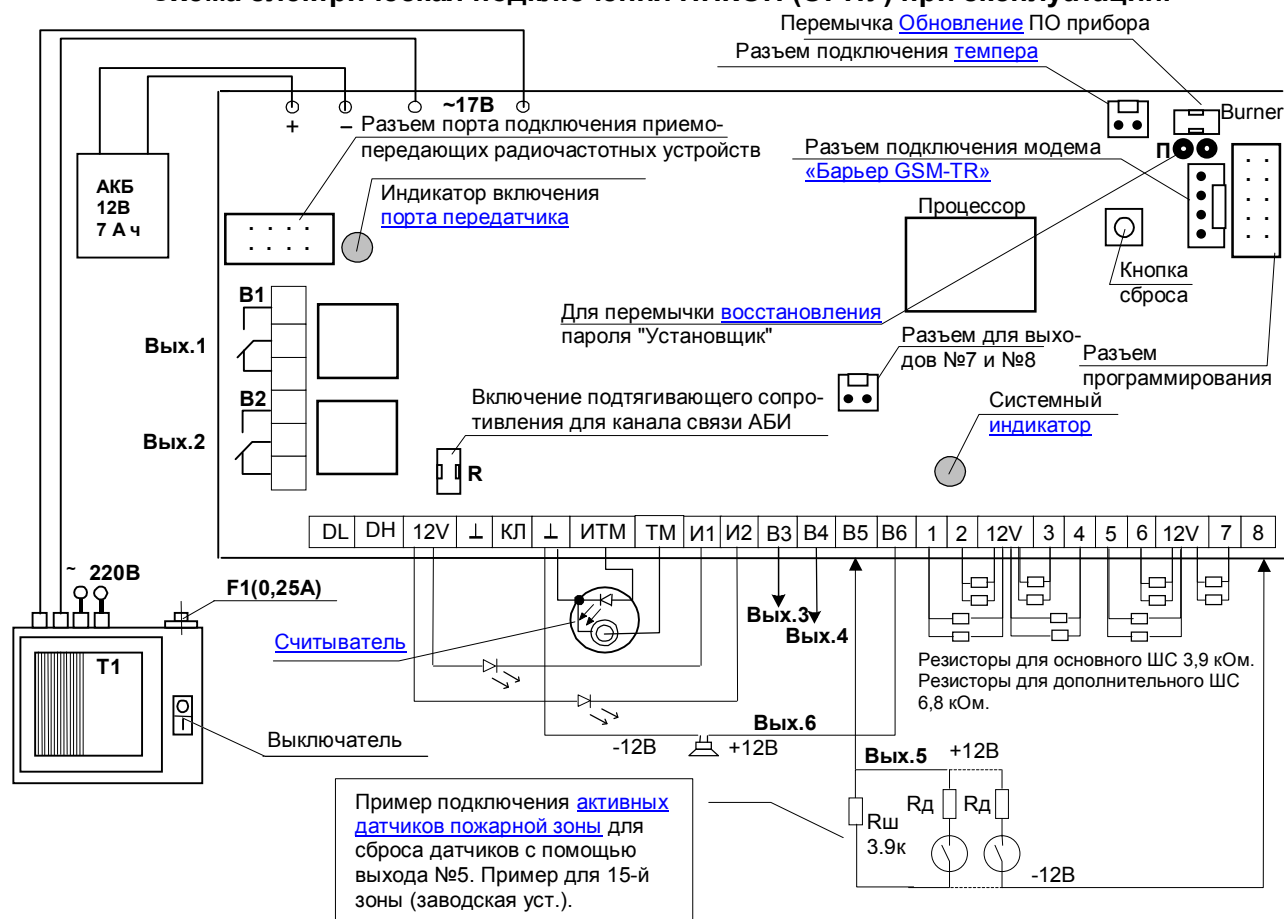 Перемычка Обновление ПО прибора
Разъем подключения темпера
~17В
+
–
Burner
Разъем порта подключения приемо-
передающих радиочастотных устройств
Разъем подключения модема
«Барьер GSM-TR»
П
АКБ
12В
7 А ч
Индикатор включения
порта передатчика
Процессор
Кнопка
сброса
В1
Вых.1
Для перемычки восстановления
пароля "Установщик"
Разъем для выхо-
дов №7 и №8
Разъем
программирования
В2
Вых.2
Включение подтягивающего сопро-
тивления для канала связи АБИ
R
Системный
индикатор
DL DH 12V ⊥ КЛ ⊥ ИТМ ТМ И1 И2 В3 В4 В5 В6 1 2 12V 3 4 5 6 12V 7 8
~ 220В
F1(0,25А)
Вых.3
Вых.4
Считыватель
Т1
Резисторы для основного ШС 3,9 кОм.
Резисторы для дополнительного ШС
6,8 кОм.
Выключатель
Вых.6
-12В
+12В
Вых.5
+12В
Пример подключения активных
датчиков пожарной зоны для
сброса датчиков с помощью
выхода №5. Пример для 15-й
зоны (заводская уст.).
Rш
3.9к
Rд
Rд
-12В